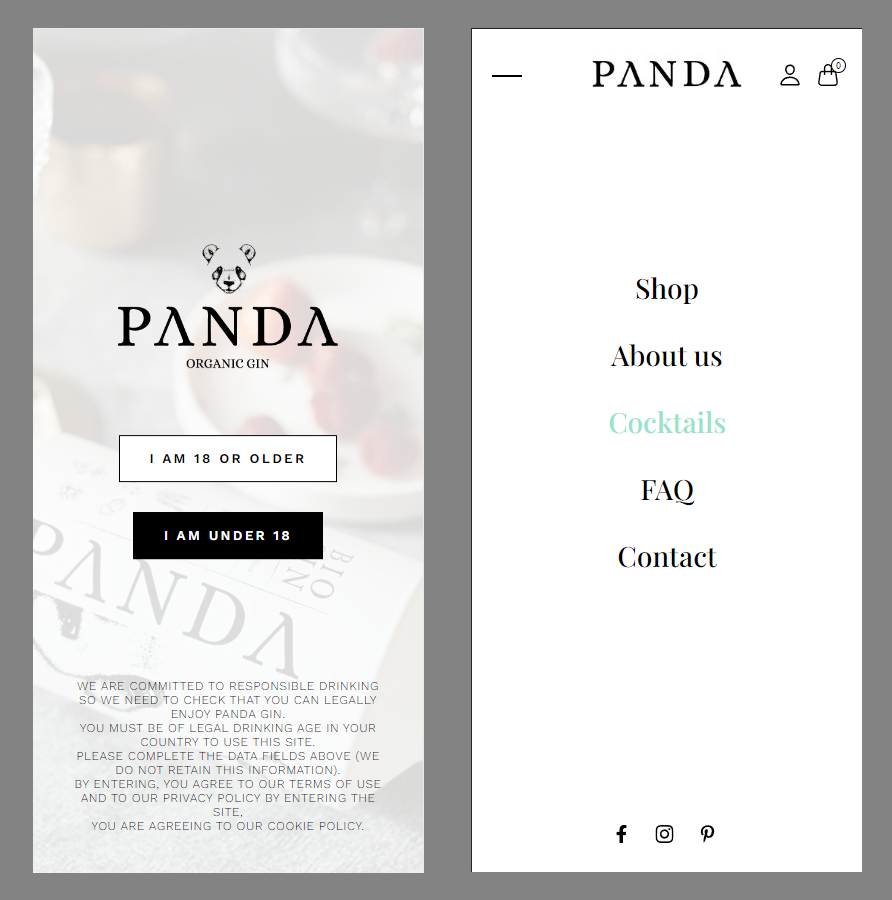 PANDA
ORGANIC GIN
I AM 18 OR OLDER
I AM UNDER 18
BIO
GIN
PANDA
WE ARE COMMITTED TO RESPONSIBLE DRINKING
SO WE NEED TO CHECK THAT YOU CAN LEGALLY
ENJOY PANDA GIN.
YOU MUST BE OF LEGAL DRINKING AGE IN YOUR
COUNTRY TO USE THIS SITE.
PLEASE COMPLETE THE DATA FIELDS ABOVE (WE
DO NOT RETAIN THIS INFORMATION).
BY ENTERING, YOU AGREE TO OUR TERMS OF USE
AND TO OUR PRIVACY POLICY BY ENTERING THE
SITE,
YOU ARE AGREEING TO OUR COOKIE POLICY.
PANDA
0
Shop
About us
Cocktails
FAQ
Contact